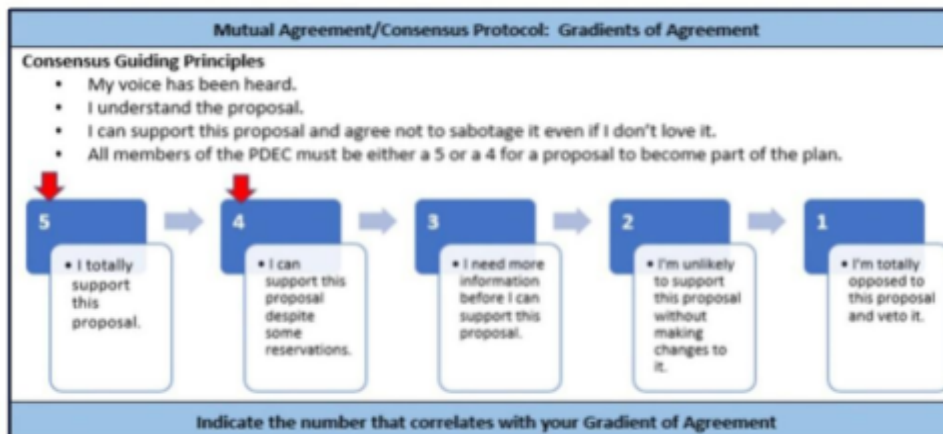 Mutual Agreement/Consensus Protocol: Gradients of Agreement
Consensus Guiding Principles
• My voice has been heard.
• I understand the proposal.
• I can support this proposal and agree not to sabotage it even if I don't love it.
• All members of the PDEC must be either a 5 or a 4 for a proposal to become part of the plan.
5
• I totally
support
this
proposal.
4
• I can
support this
proposal
despite
some
reservations.
3
• I need more
information
before I can
support this
proposal.
2
• I'm unlikely
to support
this proposal
without
making
changes to
it.
1
• I'm totally
opposed to
this proposal
and veto it.
Indicate the number that correlates with your Gradient of Agreement